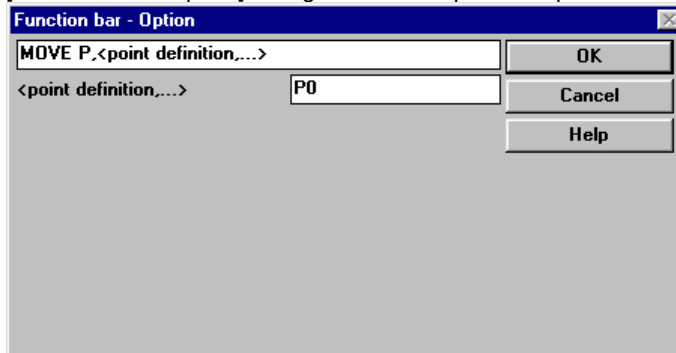 Function bar - Option
MOVE P,<point definition,...>
OK
<point definition,...>
P0
Cancel
Help